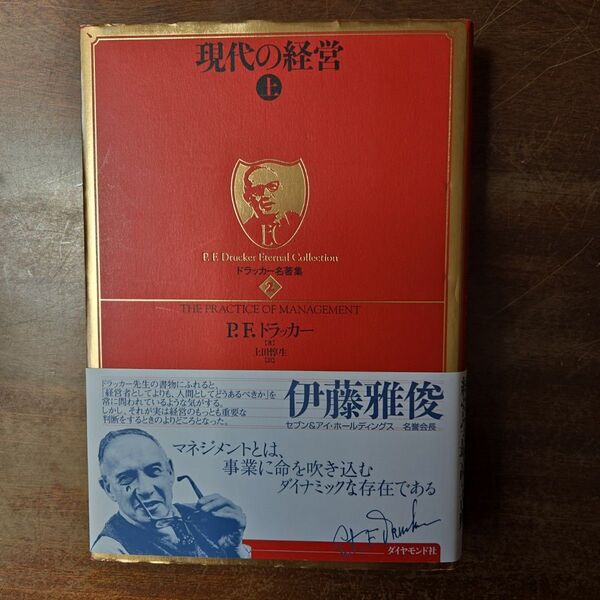 現代の経営
上
EC
P. F. Drucker Eternal Collection
ドラッカー名著集
2
THE PRACTICE OF MANAGEMENT
P.F.ドラッカー
[著]
上田惇生
[訳]
ドラッカー先生の書物にふれると、
「経営者としてよりも、人間としてどうあるべきか」を
常に問われているような気がする。
しかし、それが実は経営のもっとも重要な
判断をするときのよりどころとなった。
伊藤雅俊
セブン&アイ・ホールディングス 名誉会長
マネジメントとは、
事業に命を吹き込む
ダイナミックな存在である
ダイヤモンド社